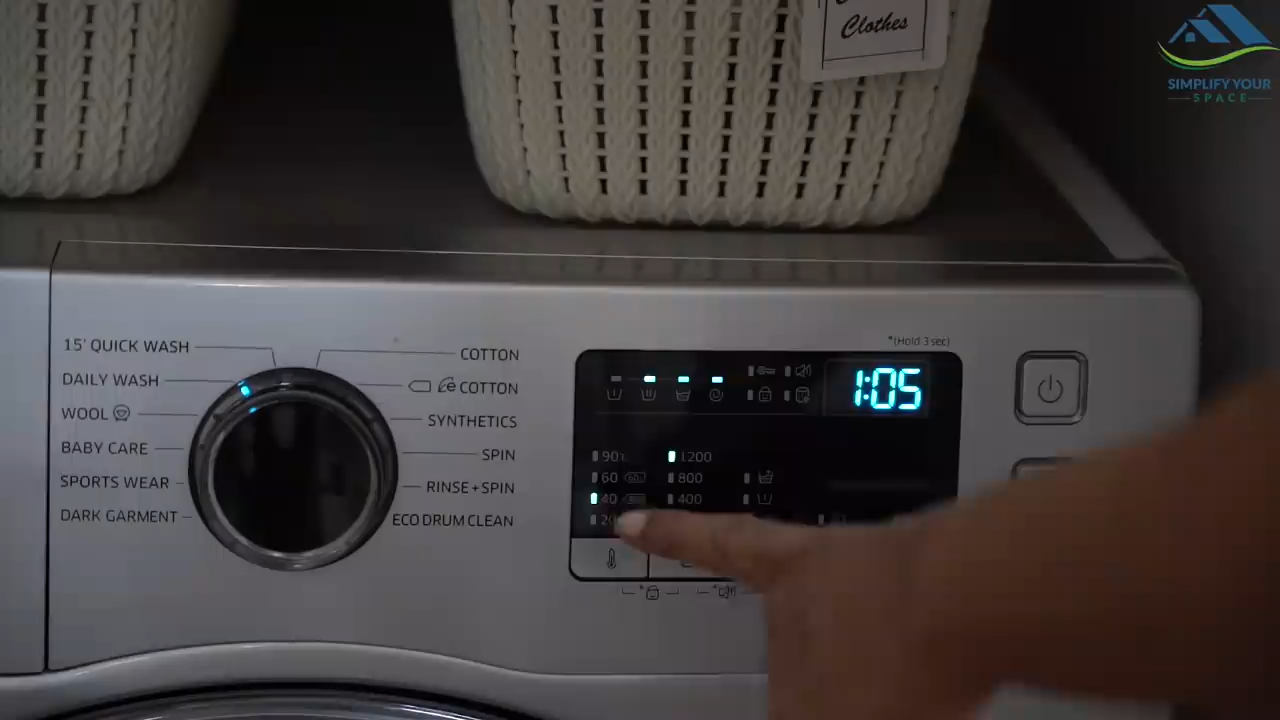 Clothes
SIMPLIFY YOUR
SPACE
*(Hold 3 sec)
15' QUICK WASH
DAILY WASH
WOOL
BABY CARE
SPORTS WEAR
DARK GARMENT
COTTON
COTTON
SYNTHETICS
SPIN
RINSE+SPIN
ECO DRUM CLEAN
1:05
90 1200
60 800
40 400